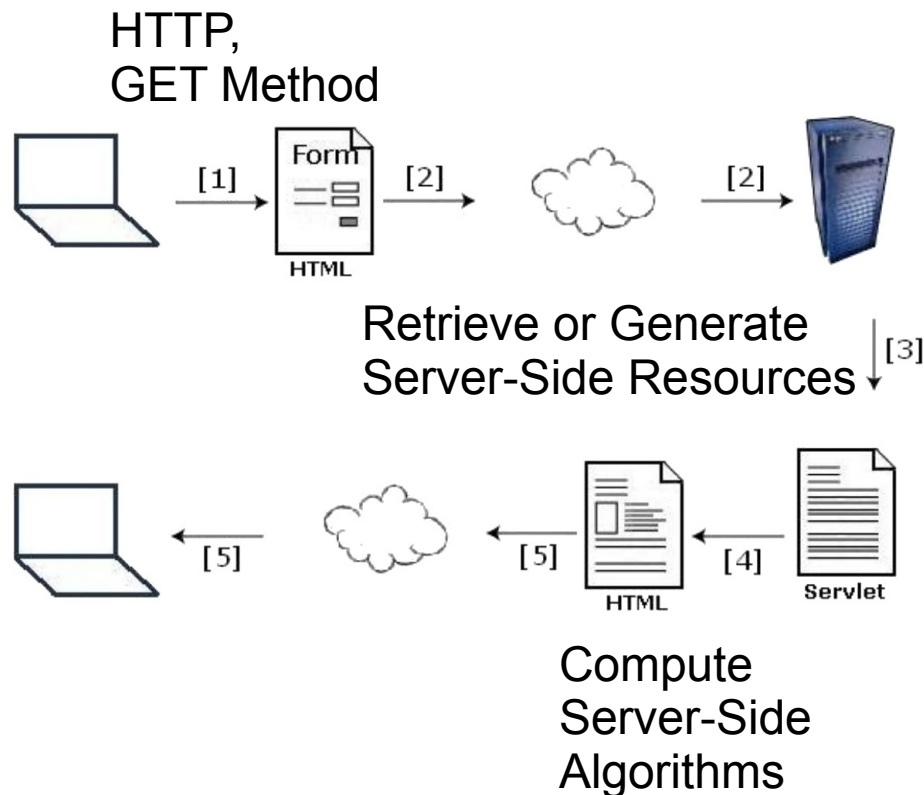 HTTP,
GET Method
[1]
Form
HTML
[2]
[2]
Retrieve or Generate
Server-Side Resources
[3]
[5]
[5]
HTML
[4]
Servlet
Compute
Server-Side
Algorithms